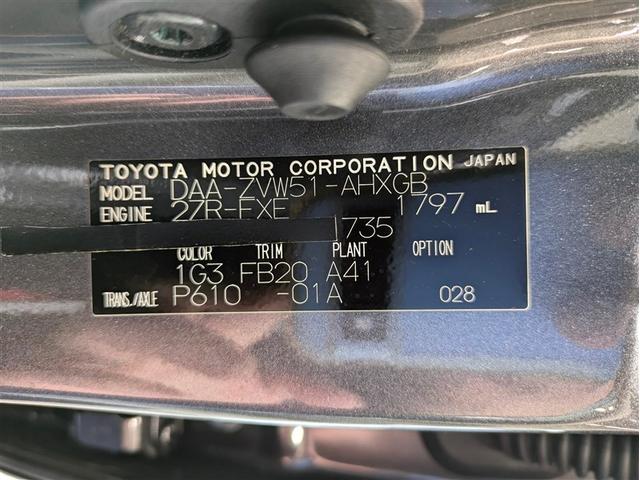 TOYOTA MOTOR CORPORATION JAPAN
MODEL DAA-ZVW51-AHXGB
ENGINE 2ZR-FXE 1797 mL
1735
COLOR TRIM PLANT OPTION
1G3 FB20 A41
TRANS./AXLE P610 -01A 028